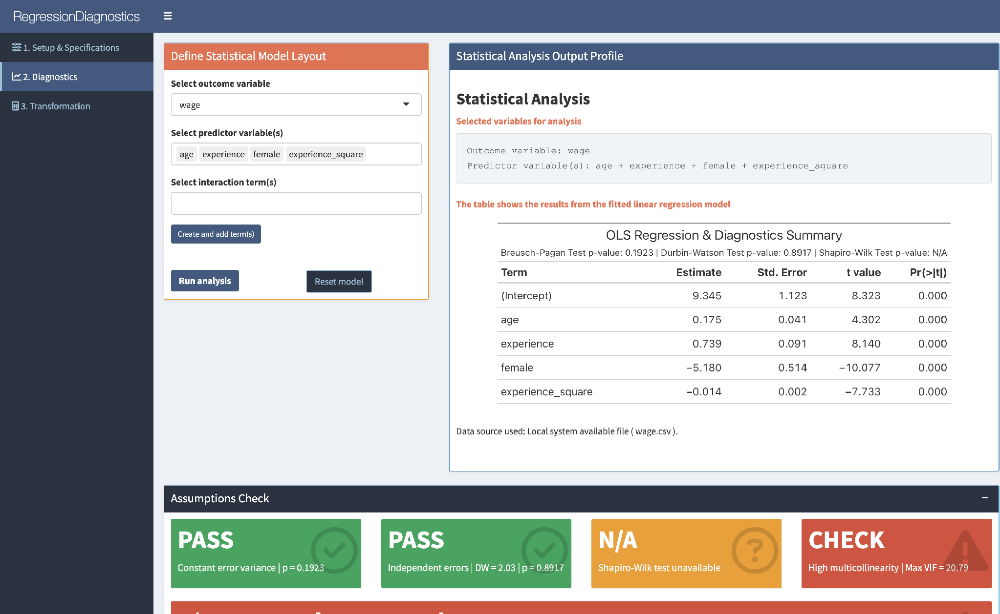 RegressionDiagnostics
1. Setup & Specifications
2. Diagnostics
3. Transformation
Define Statistical Model Layout
Select outcome variable
wage
Select predictor variable(s)
age experience female experience_square
Select interaction term(s)
Create and add term(s)
Run analysis
Reset model
Statistical Analysis Output Profile
Statistical Analysis
Selected variables for analysis
Outcome variable: wage
Predictor variable(s): age + experience + female + experience_square
The table shows the results from the fitted linear regression model
OLS Regression & Diagnostics Summary
Breusch-Pagan Test p-value: 0.1923 | Durbin-Watson Test p-value: 0.8917 | Shapiro-Wilk Test p-value: N/A
Term Estimate Std. Error t value Pr(>|t|)
(Intercept) 9.345 1.123 8.323 0.000
age 0.175 0.041 4.302 0.000
experience 0.739 0.091 8.140 0.000
female −5.180 0.514 −10.077 0.000
experience_square −0.014 0.002 −7.733 0.000
Data source used: Local system available file ( wage.csv ).
Assumptions Check
PASS
Constant error variance | p = 0.1923
PASS
Independent errors | DW = 2.03 | p = 0.8917
N/A
Shapiro-Wilk test unavailable
CHECK
High multicollinearity | Max VIF = 20.79